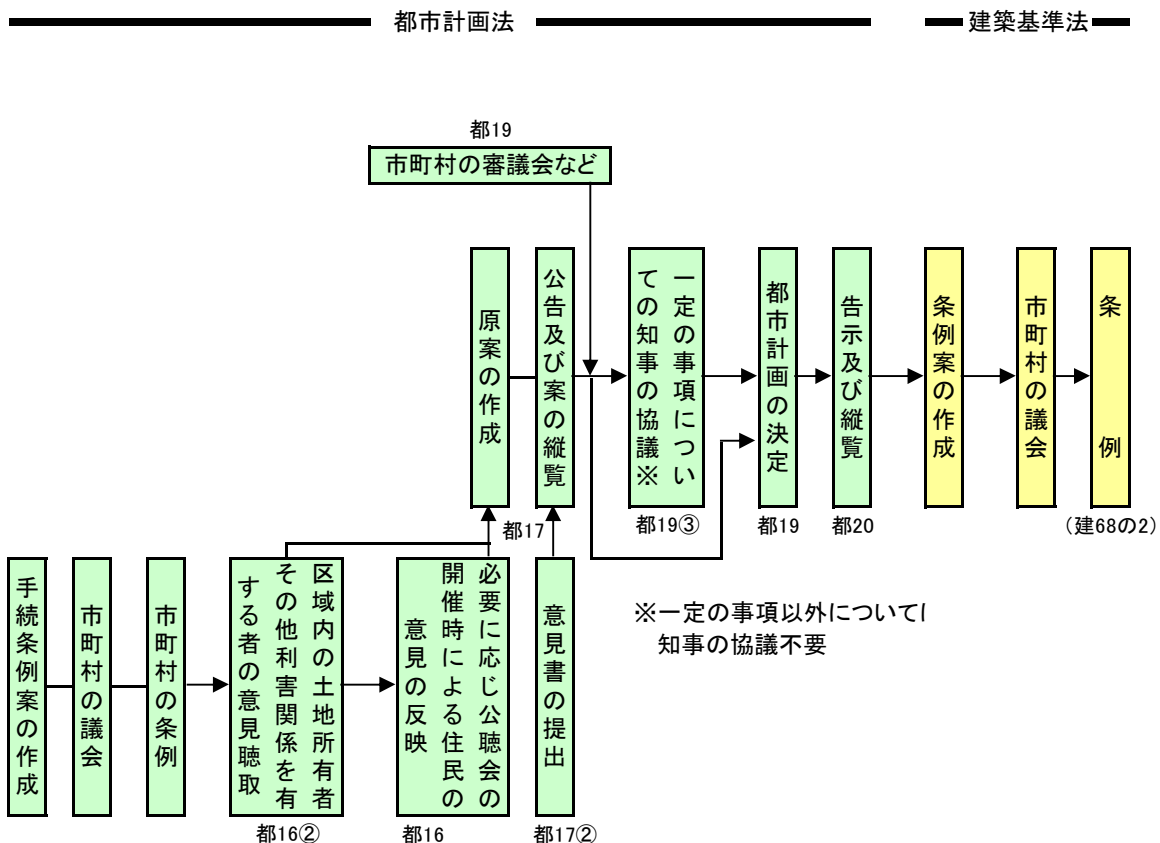 都市計画法
建築基準法
都19
市町村の審議会など
原案の作成
公告及び案の縦覧
一定の事項につい
ての知事の協議※
都市計画の決定
告示及び縦覧
条例案の作成
市町村の議会
条例
都17
都19③
都19
都20
(建68の2)
手続条例案の作成
市町村の議会
市町村の条例
区域内の土地所有者
その他利害関係を有
する者の意見聴取
必要に応じ公聴会の
開催時による住民の
意見の反映
意見書の提出
※一定の事項以外について
知事の協議不要
都16②
都16
都17②